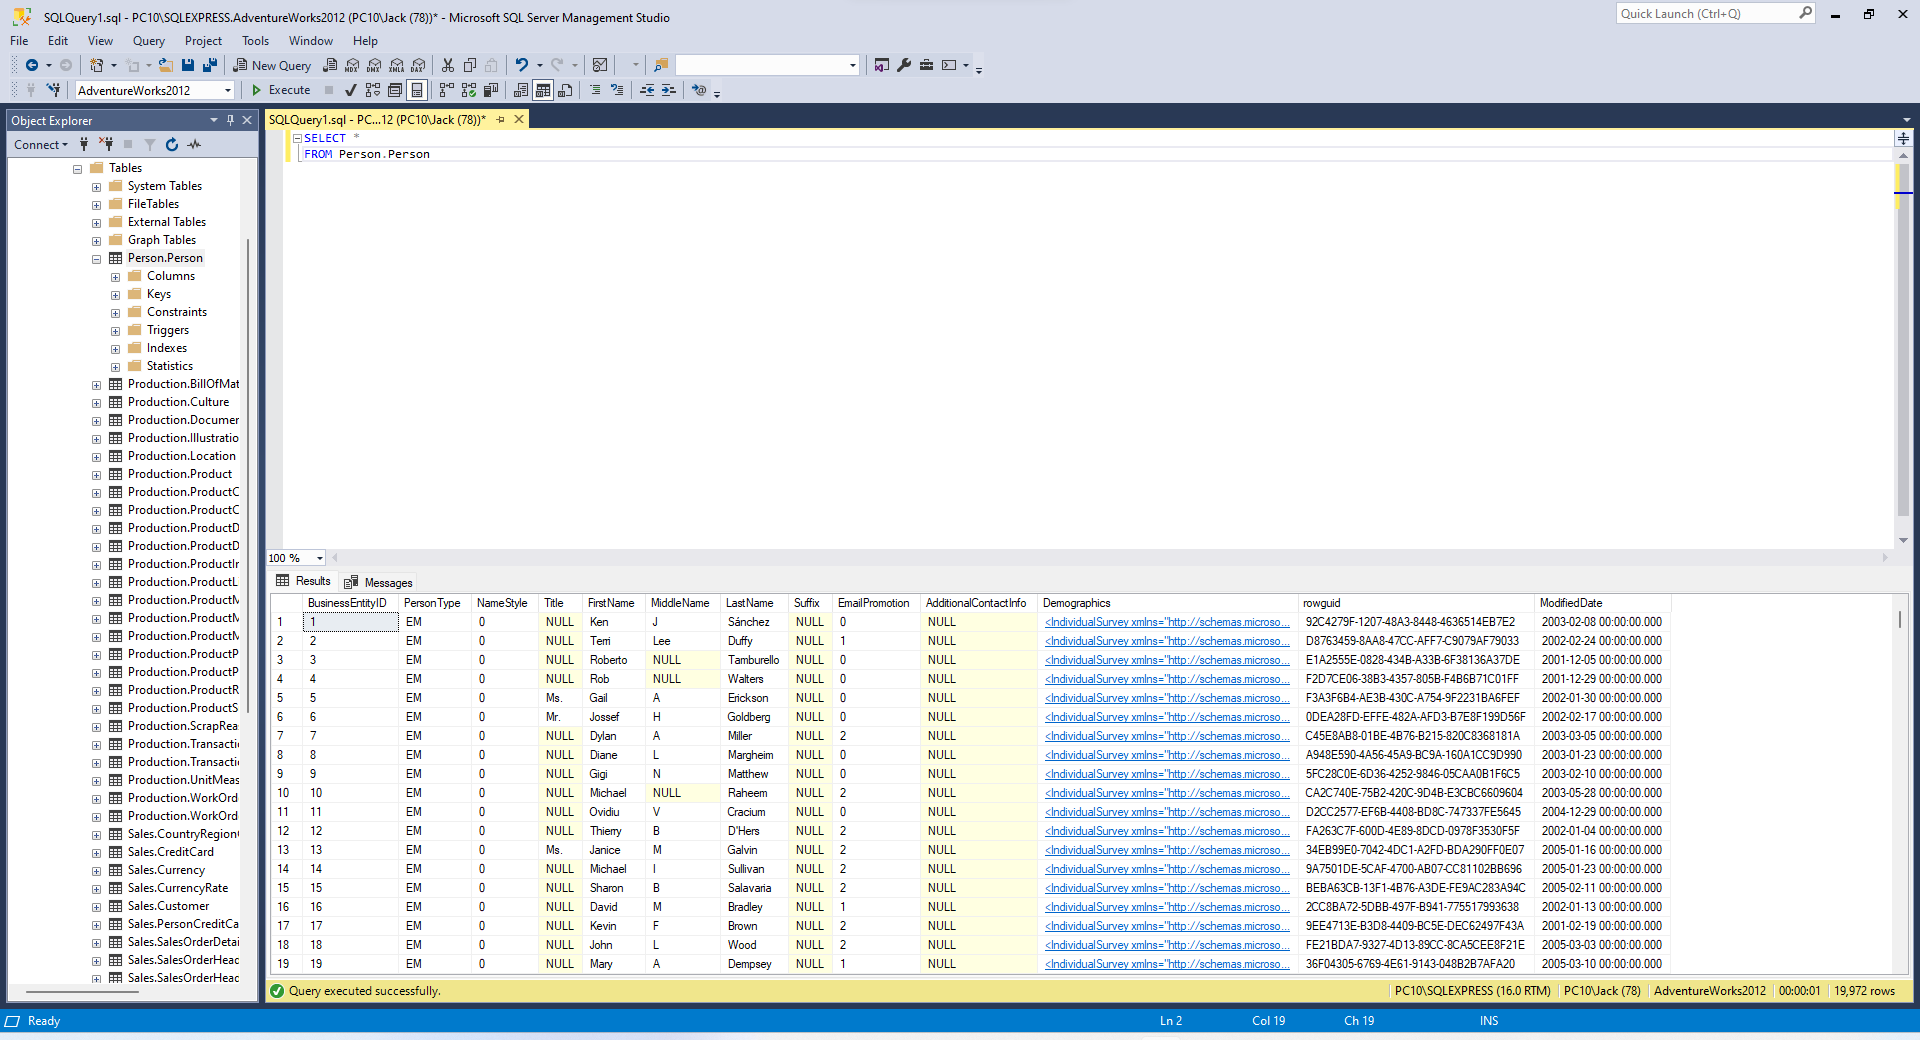 SQLQuery1.sql - PC10\SQLEXPRESS.AdventureWorks2012 (PC10\Jack (78))* - Microsoft SQL Server Management Studio
Quick Launch (Ctrl+Q)
File Edit View Query Project Tools Window Help
New Query
MDX DMX XMLA DAX
AdventureWorks2012 Execute
Object Explorer
Connect
Tables
System Tables
FileTables
External Tables
Graph Tables
Person.Person
Columns
Keys
Constraints
Triggers
Indexes
Statistics
Production.BillOfMat
Production.Culture
Production.Documer
Production.Illustratio
Production.Location
Production.Product
Production.ProductC
Production.ProductC
Production.ProductD
Production.ProductD
Production.ProductIr
Production.ProductL
Production.ProductM
Production.ProductM
Production.ProductM
Production.ProductP
Production.ProductP
Production.ProductR
Production.ProductS
Production.ScrapRea:
Production.Transacti
Production.Transacti
Production.UnitMeas
Production.WorkOrd
Production.WorkOrd
Sales.CountryRegion
Sales.CreditCard
Sales.Currency
Sales.CurrencyRate
Sales.Customer
Sales.PersonCreditCa
Sales.SalesOrderDetai
Sales.SalesOrderHeac
Sales.SalesOrderHeac
SQLQuery1.sql - PC...12 (PC10\Jack (78))*
SELECT *
FROM Person.Person
100 %
Results Messages
BusinessEntityID PersonType NameStyle Title FirstName MiddleName LastName Suffix EmailPromotion AdditionalContactInfo Demographics rowguid ModifiedDate
1 1 EM 0 NULL Ken J Sánchez NULL 0 NULL <IndividualSurvey xmlns="http://schemas.microso... 92C4279F-1207-48A3-8448-4636514EB7E2 2003-02-08 00:00:00.000
2 2 EM 0 NULL Terri Lee Duffy NULL 1 NULL <IndividualSurvey xmlns="http://schemas.microso... D8763459-8AA8-47CC-AFF7-C9079AF79033 2002-02-24 00:00:00.000
3 3 EM 0 NULL Roberto NULL Tamburello NULL 0 NULL <IndividualSurvey xmlns="http://schemas.microso... E1A2555E-0828-434B-A33B-6F38136A37DE 2001-12-05 00:00:00.000
4 4 EM 0 NULL Rob NULL Walters NULL 0 NULL <IndividualSurvey xmlns="http://schemas.microso... F2D7CE06-38B3-4357-805B-F4B6B71C01FF 2001-12-29 00:00:00.000
5 5 EM 0 Ms. Gail A Erickson NULL 0 NULL <IndividualSurvey xmlns="http://schemas.microso... F3A3F6B4-AE3B-430C-A754-9F2231BA6FEF 2002-01-30 00:00:00.000
6 6 EM 0 Mr. Jossef H Goldberg NULL 0 NULL <IndividualSurvey xmlns="http://schemas.microso... 0DEA28FD-EFFE-482A-AFD3-B7E8F199D56F 2002-02-17 00:00:00.000
7 7 EM 0 NULL Dylan A Miller NULL 2 NULL <IndividualSurvey xmlns="http://schemas.microso... C45E8AB8-01BE-4B76-B215-820C8368181A 2003-03-05 00:00:00.000
8 8 EM 0 NULL Diane L Margheim NULL 0 NULL <IndividualSurvey xmlns="http://schemas.microso... A948E590-4A56-45A9-BC9A-160A1CC9D990 2003-01-23 00:00:00.000
9 9 EM 0 NULL Gigi N Matthew NULL 0 NULL <IndividualSurvey xmlns="http://schemas.microso... 5FC28C0E-6D36-4252-9846-05CAA0B1F6C5 2003-02-10 00:00:00.000
10 10 EM 0 NULL Michael NULL Raheem NULL 2 NULL <IndividualSurvey xmlns="http://schemas.microso... CA2C740E-75B2-420C-9D4B-E3CBC6609604 2003-05-28 00:00:00.000
11 11 EM 0 NULL Ovidiu V Cracium NULL 0 NULL <IndividualSurvey xmlns="http://schemas.microso... D2CC2577-EF6B-4408-BD8C-747337FE5645 2004-12-29 00:00:00.000
12 12 EM 0 NULL Thierry B D'Hers NULL 2 NULL <IndividualSurvey xmlns="http://schemas.microso... FA263C7F-600D-4E89-8DCD-0978F3530F5F 2002-01-04 00:00:00.000
13 13 EM 0 Ms. Janice M Galvin NULL 2 NULL <IndividualSurvey xmlns="http://schemas.microso... 34EB99E0-7042-4DC1-A2FD-BDA290FF0E07 2005-01-16 00:00:00.000
14 14 EM 0 NULL Michael I Sullivan NULL 2 NULL <IndividualSurvey xmlns="http://schemas.microso... 9A7501DE-5CAF-4700-AB07-CC81102BB696 2005-01-23 00:00:00.000
15 15 EM 0 NULL Sharon B Salavaria NULL 2 NULL <IndividualSurvey xmlns="http://schemas.microso... BEBA63CB-13F1-4B76-A3DE-FE9AC283A94C 2005-02-11 00:00:00.000
16 16 EM 0 NULL David M Bradley NULL 1 NULL <IndividualSurvey xmlns="http://schemas.microso... 2CC8BA72-5DBB-497F-B941-775517993638 2002-01-13 00:00:00.000
17 17 EM 0 NULL Kevin F Brown NULL 2 NULL <IndividualSurvey xmlns="http://schemas.microso... 9EE4713E-B3D8-4409-BC5E-DEC62497F43A 2001-02-19 00:00:00.000
18 18 EM 0 NULL John L Wood NULL 2 NULL <IndividualSurvey xmlns="http://schemas.microso... FE21BDA7-9327-4D13-89CC-8CA5CEE8F21E 2005-03-03 00:00:00.000
19 19 EM 0 NULL Mary A Dempsey NULL 1 NULL <IndividualSurvey xmlns="http://schemas.microso... 36F04305-6769-4E61-9143-048B2B7AFA20 2005-03-10 00:00:00.000
Query executed successfully. PC10\SQLEXPRESS (16.0 RTM) PC10\Jack (78) AdventureWorks2012 00:00:01 19,972 rows
Ready Ln 2 Col 19 Ch 19 INS